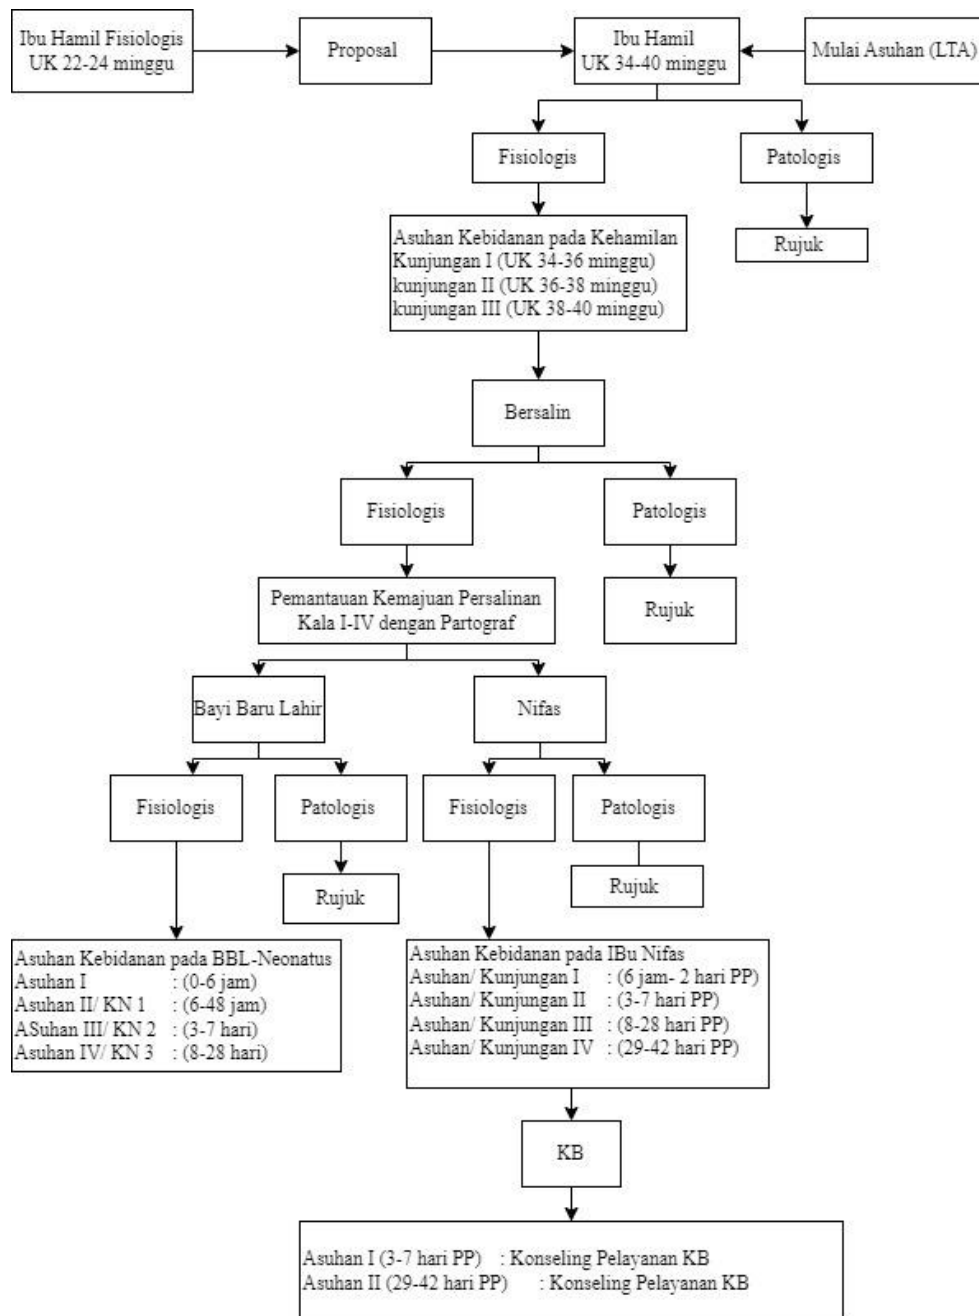 Ibu Hamil Fisiologis
UK 22-24 minggu
Proposal
Ibu Hamil
UK 34-40 minggu
Mulai Asuhan (LTA)
Fisiologis
Patologis
Rujuk
Asuhan Kebidanan pada Kehamilan
Kunjungan I (UK 34-36 minggu)
kunjungan II (UK 36-38 minggu)
kunjungan III (UK 38-40 minggu)
Bersalin
Fisiologis
Patologis
Rujuk
Pemantauan Kemajuan Persalinan
Kala I-IV dengan Partograf
Bayi Baru Lahir
Nifas
Fisiologis
Patologis
Fisiologis
Patologis
Rujuk
Rujuk
Asuhan Kebidanan pada BBL-Neonatus
Asuhan I : (0-6 jam)
Asuhan II/ KN 1 : (6-48 jam)
ASuhan III/ KN 2 : (3-7 hari)
Asuhan IV/ KN 3 : (8-28 hari)
Asuhan Kebidanan pada IBu Nifas
Asuhan/ Kunjungan I : (6 jam- 2 hari PP)
Asuhan/ Kunjungan II : (3-7 hari PP)
Asuhan/ Kunjungan III : (8-28 hari PP)
Asuhan/ Kunjungan IV : (29-42 hari PP)
KB
Asuhan I (3-7 hari PP) : Konseling Pelayanan KB
Asuhan II (29-42 hari PP) : Konseling Pelayanan KB